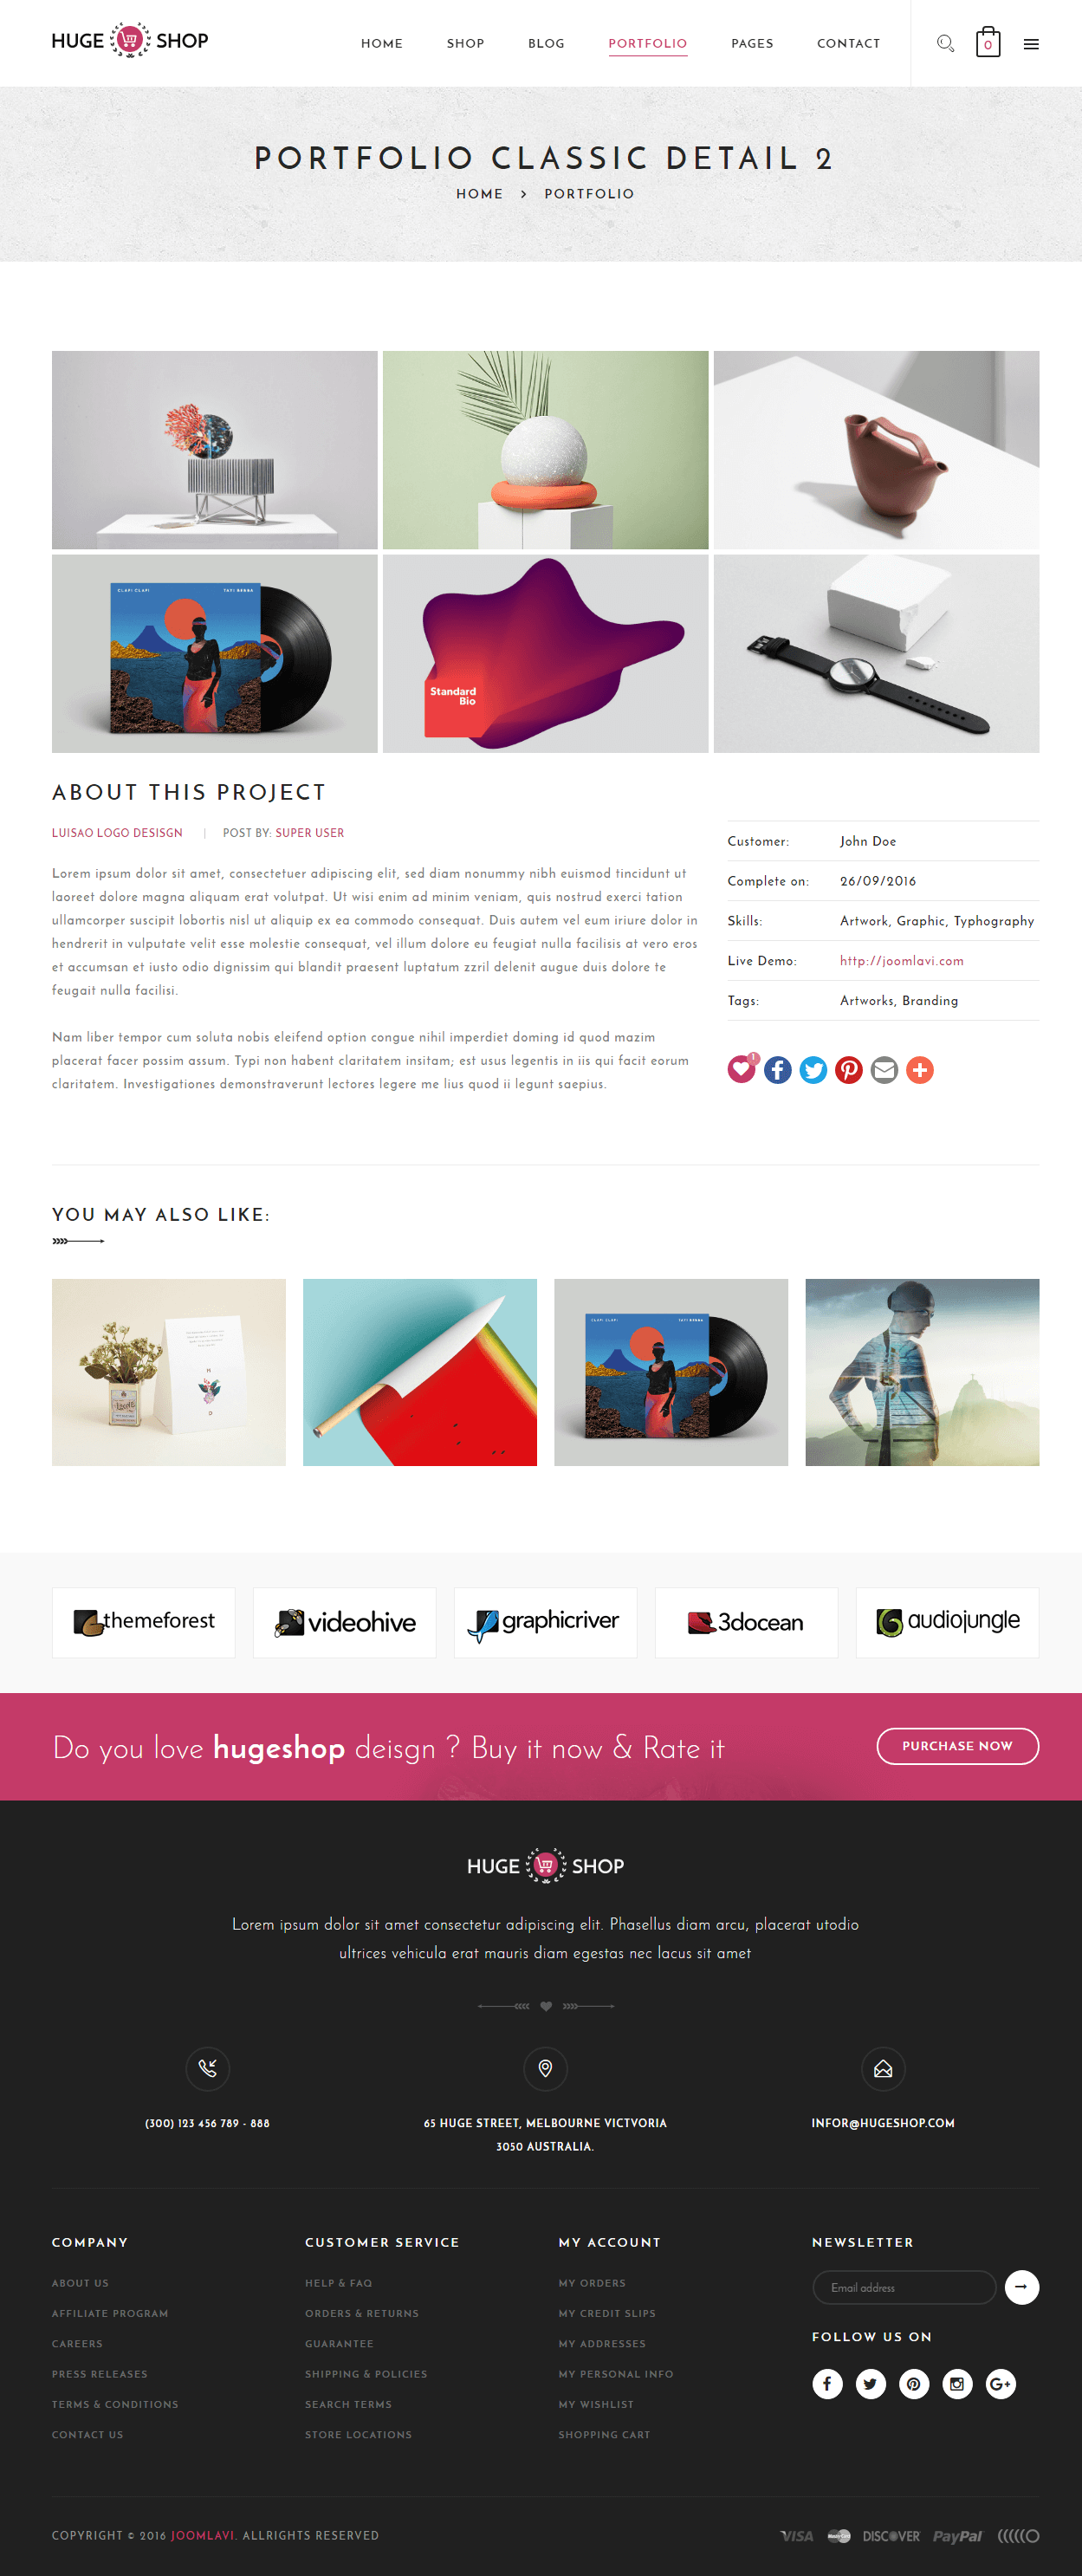 HUGE SHOP
HOME SHOP BLOG PORTFOLIO PAGES CONTACT 0
PORTFOLIO CLASSIC DETAIL 2
HOME > PORTFOLIO
CLAPI CLAPI TAYI BEBBA
Standard
Bio
ABOUT THIS PROJECT
LUISAO LOGO DESISGN | POST BY: SUPER USER
Lorem ipsum dolor sit amet, consectetuer adipiscing elit, sed diam nonummy nibh euismod tincidunt ut
laoreet dolore magna aliquam erat volutpat. Ut wisi enim ad minim veniam, quis nostrud exerci tation
ullamcorper suscipit lobortis nisl ut aliquip ex ea commodo consequat. Duis autem vel eum iriure dolor in
hendrerit in vulputate velit esse molestie consequat, vel illum dolore eu feugiat nulla facilisis at vero eros
et accumsan et iusto odio dignissim qui blandit praesent luptatum zzril delenit augue duis dolore te
feugait nulla facilisi.
Nam liber tempor cum soluta nobis eleifend option congue nihil imperdiet doming id quod mazim
placerat facer possim assum. Typi non habent claritatem insitam; est usus legentis in iis qui facit eorum
claritatem. Investigationes demonstraverunt lectores legere me lius quod ii legunt saepius.
Customer: John Doe
Complete on: 26/09/2016
Skills: Artwork, Graphic, Typhography
Live Demo: http://joomlavi.com
Tags: Artworks, Branding
1
YOU MAY ALSO LIKE:
themeforest
videohive
graphicriver
3docean
audiojungle
Do you love hugeshop deisgn ? Buy it now & Rate it
PURCHASE NOW
HUGE SHOP
Lorem ipsum dolor sit amet consectetur adipiscing elit. Phasellus diam arcu, placerat utodio
ultrices vehicula erat mauris diam egestas nec lacus sit amet
(300) 123 456 789 - 888
65 HUGE STREET, MELBOURNE VICTVORIA
3050 AUSTRALIA.
INFOR@HUGESHOP.COM
COMPANY
ABOUT US
AFFILIATE PROGRAM
CAREERS
PRESS RELEASES
TERMS & CONDITIONS
CONTACT US
CUSTOMER SERVICE
HELP & FAQ
ORDERS & RETURNS
GUARANTEE
SHIPPING & POLICIES
SEARCH TERMS
STORE LOCATIONS
MY ACCOUNT
MY ORDERS
MY CREDIT SLIPS
MY ADDRESSES
MY PERSONAL INFO
MY WISHLIST
SHOPPING CART
NEWSLETTER
Email address
FOLLOW US ON
COPYRIGHT © 2016 JOOMLAVI. ALLRIGHTS RESERVED
VISA MasterCard DISCOVER PayPal